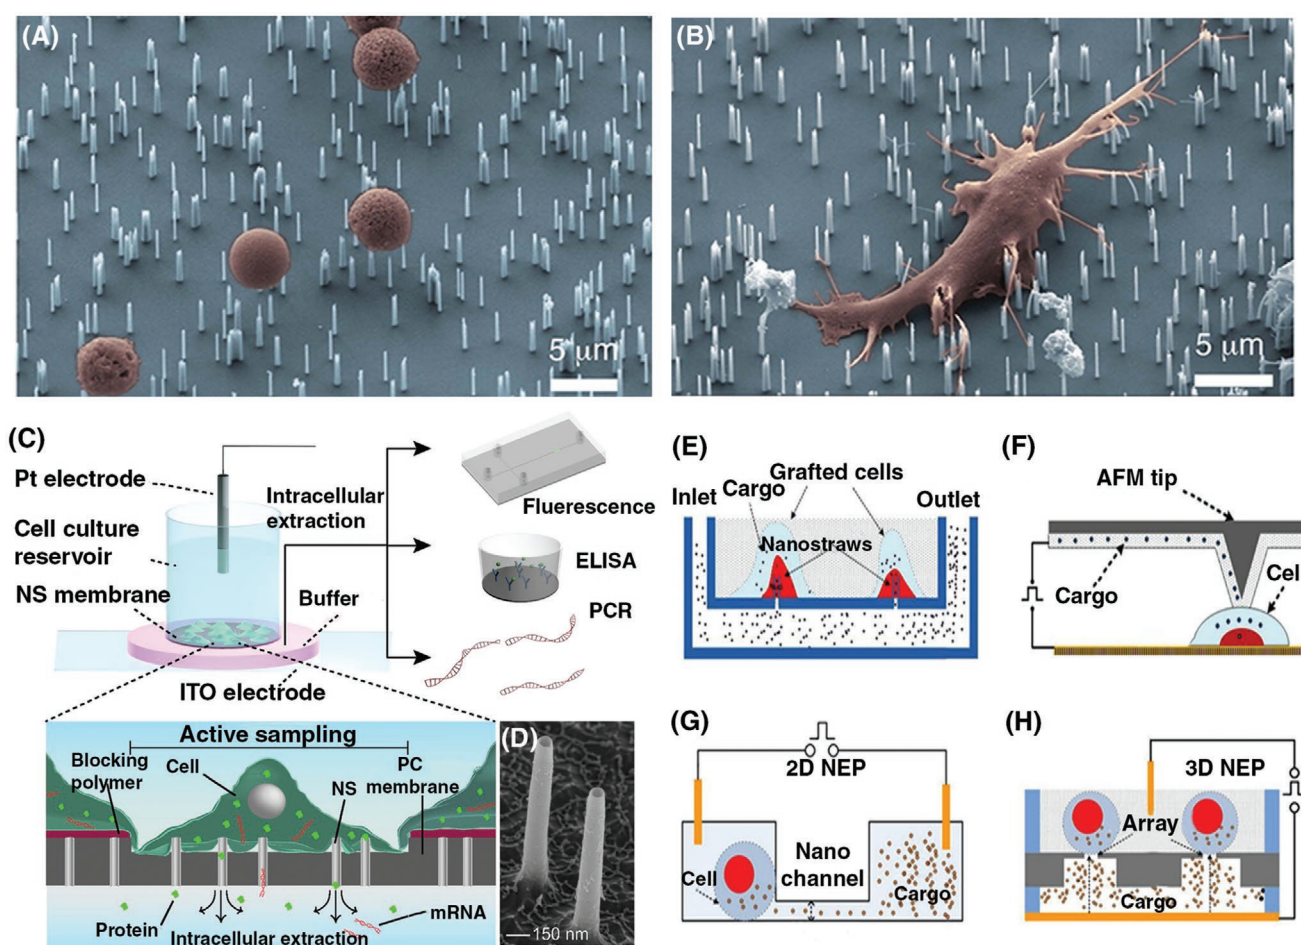 (A)
5 μm
(B)
5 μm
(C)
Pt electrode
Cell culture
reservoir
NS membrane
Intracellular
extraction
Buffer
ITO electrode
Fluorescence
ELISA
PCR
Active sampling
Blocking
polymer
Cell
NS
PC
membrane
Protein
Intracellular extraction
mRNA
(D)
150 nm
(E)
Grafted cells
Inlet
Cargo
Outlet
Nanostraws
(F)
AFM tip
Cargo
Cel
(G)
2D NEP
Nano
channel
Cell
Cargo
(H)
3D NEP
Array
Cargo